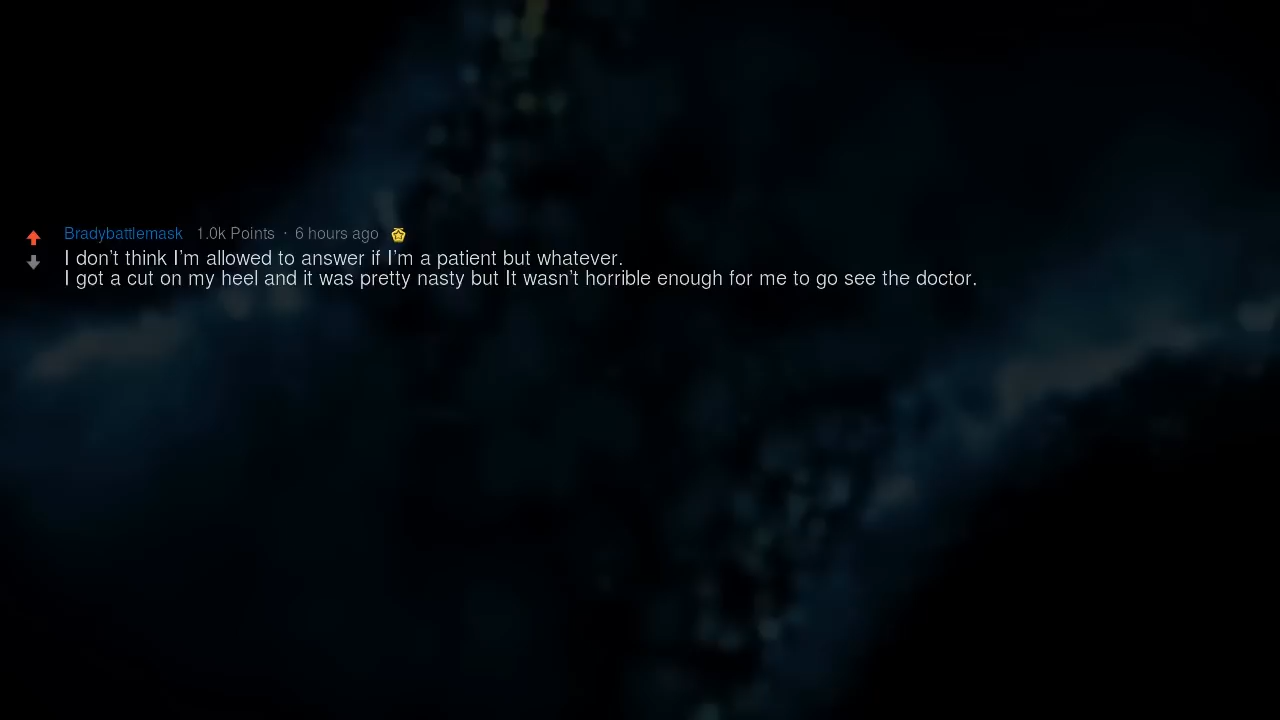 Bradybattlemask 1.0k Points · 6 hours ago
I don't think I'm allowed to answer if I'm a patient but whatever.
I got a cut on my heel and it was pretty nasty but It wasn't horrible enough for me to go see the doctor.